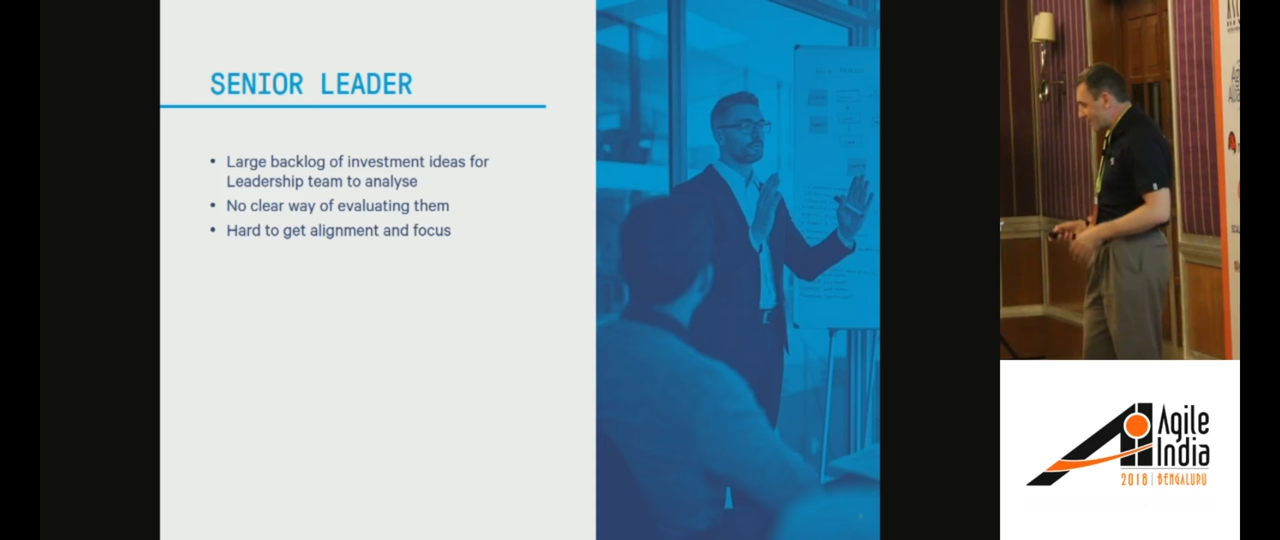 SENIOR LEADER
• Large backlog of investment ideas for
Leadership team to analyse
• No clear way of evaluating them
• Hard to get alignment and focus
Agile
India
2018 | BENGALURU